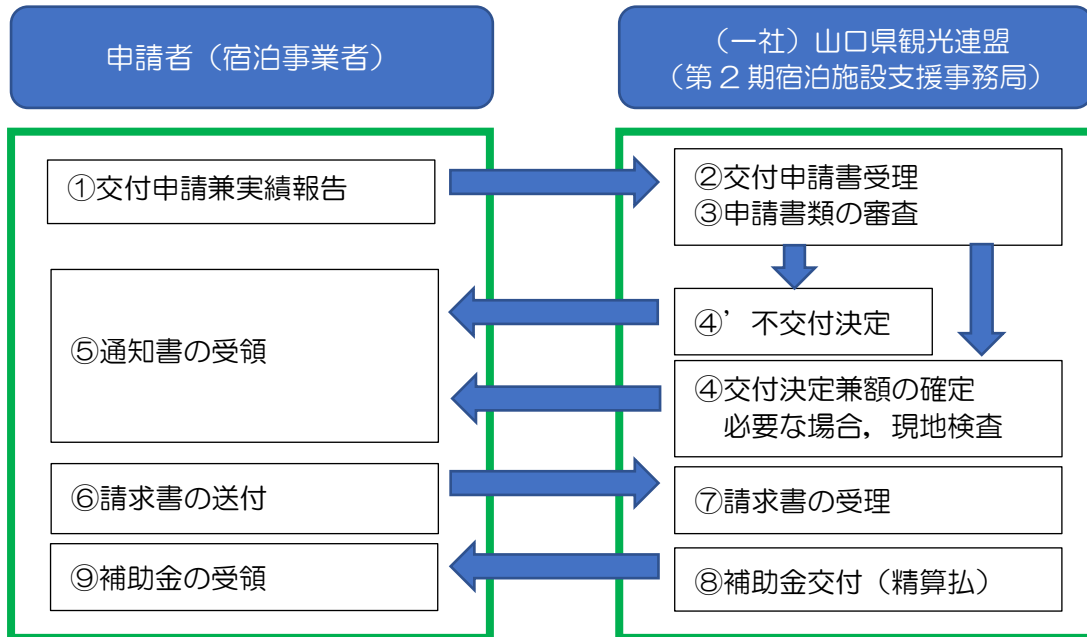 申請者（宿泊事業者）
（一社）山口県観光連盟
（第２期宿泊施設支援事務局）
①交付申請兼実績報告
②交付申請書受理
③申請書類の審査
④’不交付決定
⑤通知書の受領
④交付決定兼額の確定
必要な場合，現地検査
⑥請求書の送付
⑦請求書の受理
⑨補助金の受領
⑧補助金交付（精算払）